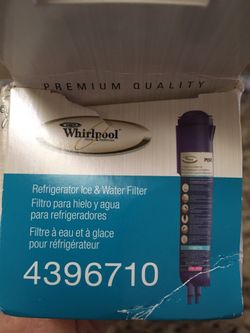 PREMIUM QUALITY
Whirlpool
Refrigerator Ice & Water Filter
Filtro para hielo y agua
para refrigeradores
Filtre à eau et à glace
pour réfrigérateur
4396710